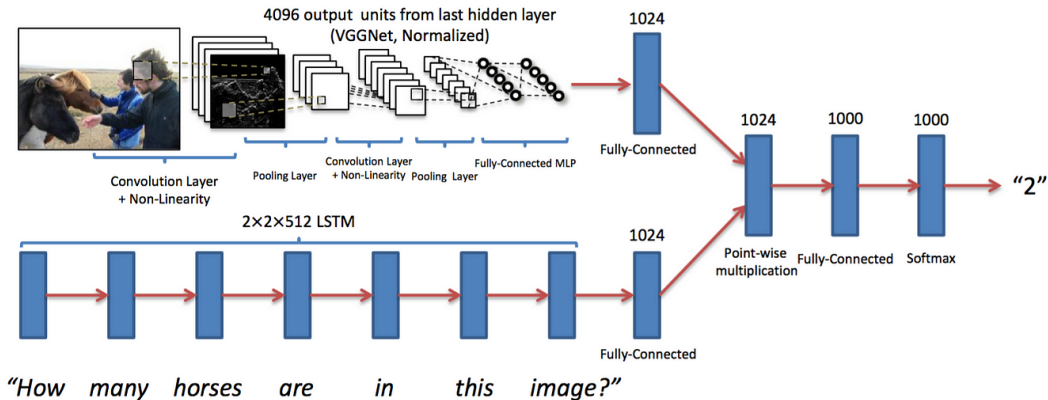 4096 output units from last hidden layer
(VGGNet, Normalized)
1024
Fully-Connected
Convolution Layer
+ Non-Linearity
Pooling Layer
Convolution Layer
+ Non-Linearity
Pooling Layer
Fully-Connected MLP
2×2×512 LSTM
1024
Fully-Connected
1024
Point-wise
multiplication
1000
Fully-Connected
1000
Softmax
“2”
“How many horses are in this image?”